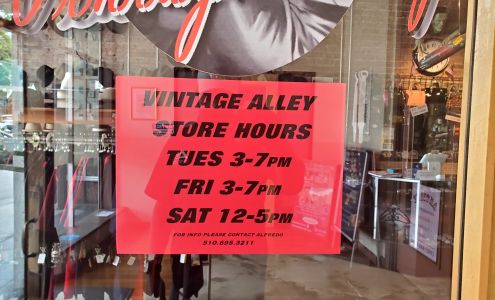 VINTAGE ALLEY
STORE HOURS
TUES 3-7PM
FRI 3-7PM
SAT 12-5PM
FOR INFO PLEASE CONTACT ALFREDO
510.695.3211